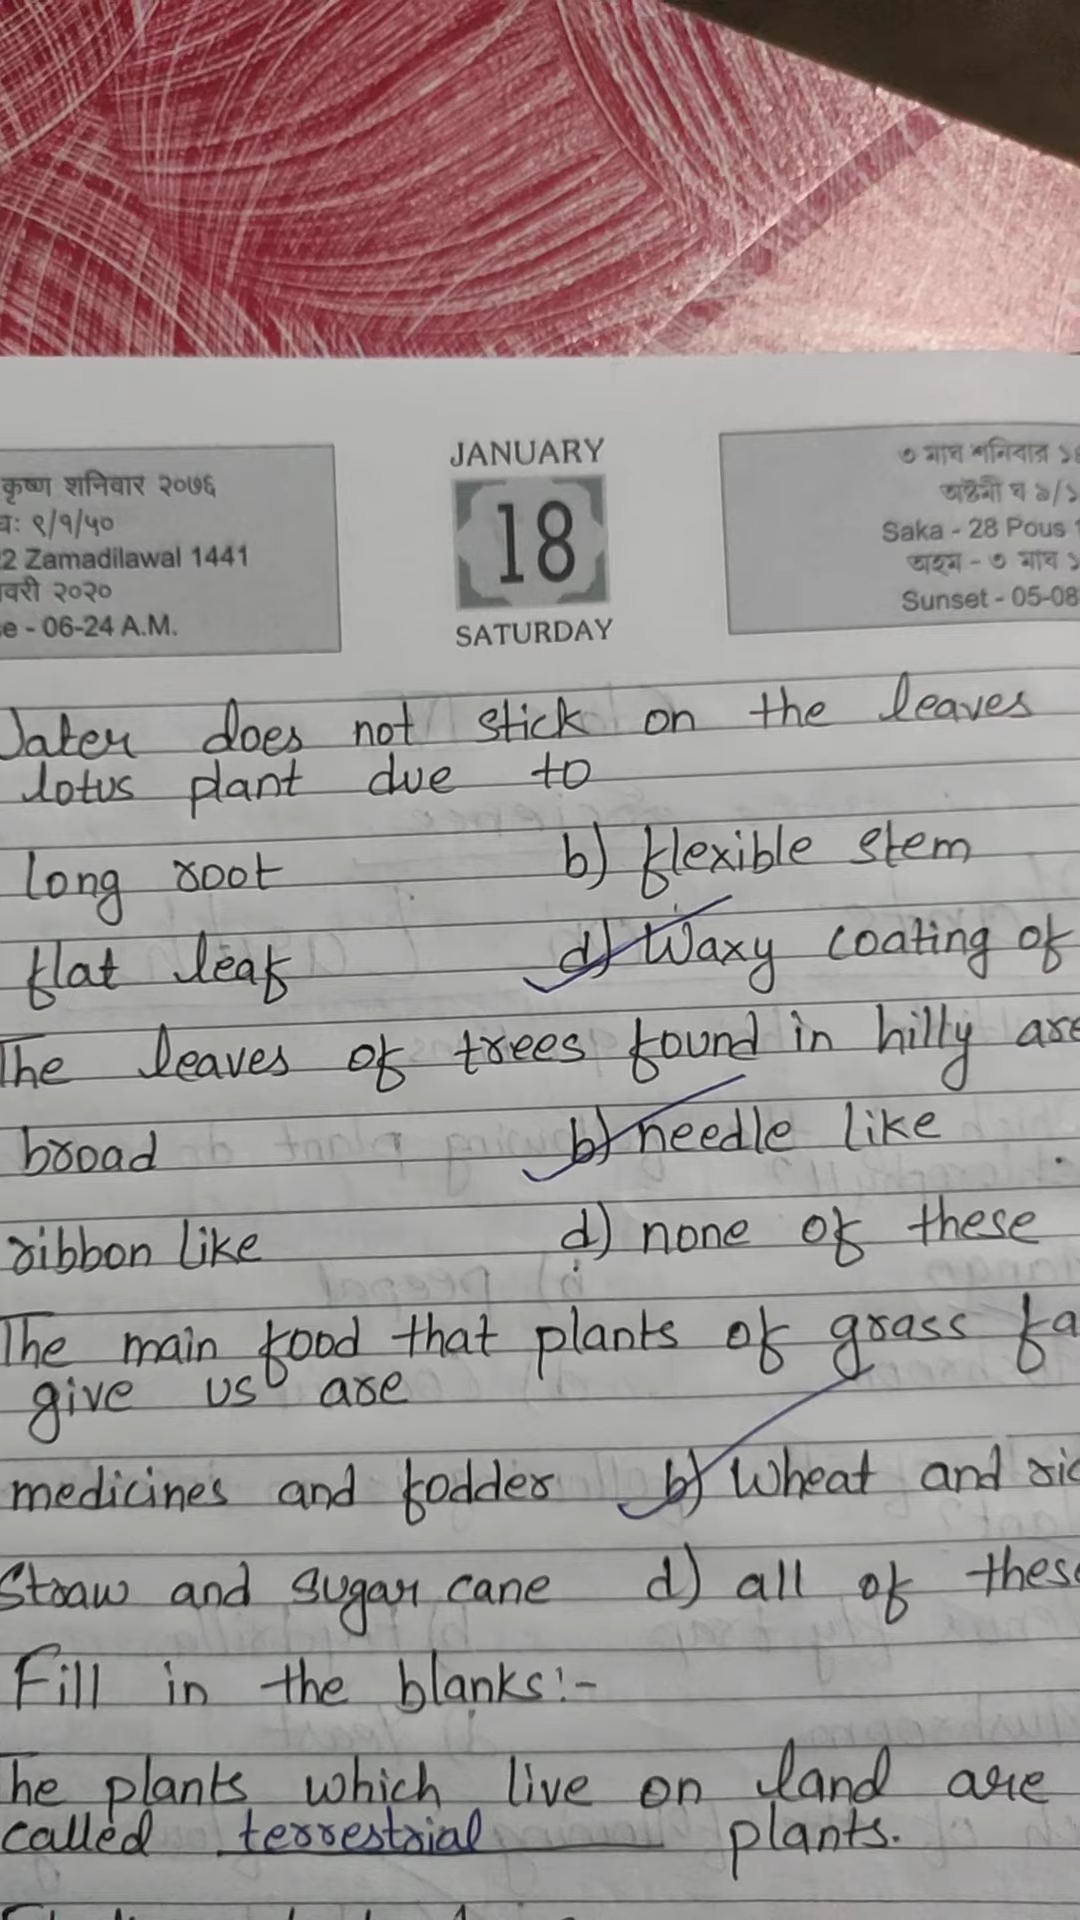 JANUARY
18
SATURDAY
कृष्ण शनिवार २०७६
९/१/५०
2 Zamadilawal 1441
वरी २०२०
e - 06-24 A.M.
৩ মাঘ শনিবার
Saka - 28 Pous
Sunset - 05-08
ater does not stick on the leaves
lotus plant due to
long root b) flexible stem
flat leaf d) Waxy coating of
The leaves of trees found in hilly are
broad b) needle like
ribbon like d) none of these
The main food that plants of grass fa
give us are
medicines and fodder b) Wheat and ric
Straw and Sugar cane d) all of these
Fill in the blanks:-
The plants which live on land are
called terrestrial plants.